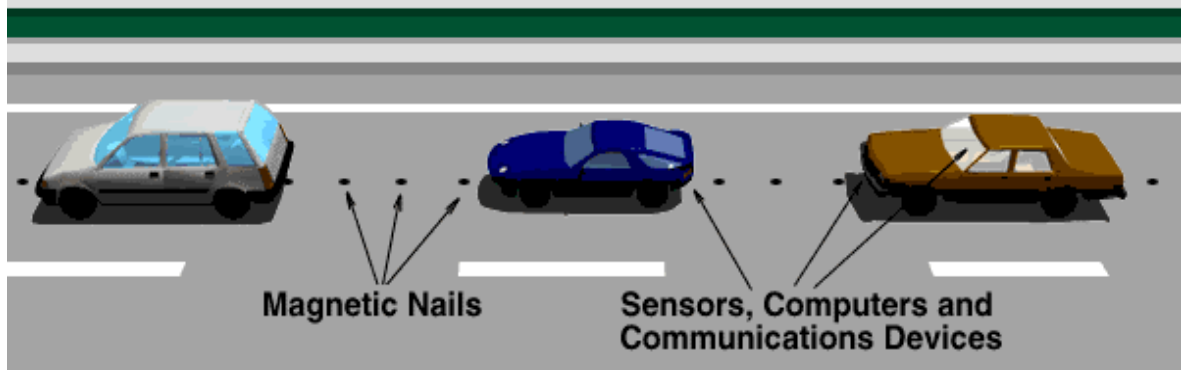 Magnetic Nails
Sensors, Computers and
Communications Devices